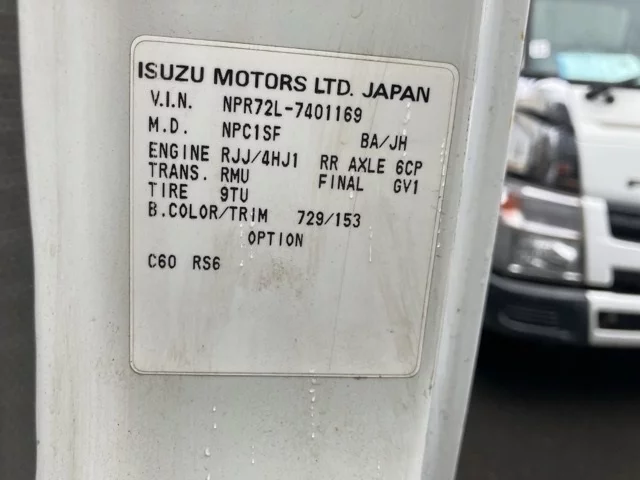 ISUZU MOTORS LTD. JAPAN
V.I.N. NPR72L-7401169
M.D. NPC1SF BA/JH
ENGINE RJJ/4HJ1 RR AXLE 6CP
TRANS. RMU FINAL GV1
TIRE 9TU
B.COLOR/TRIM 729/153
OPTION
C60 RS6